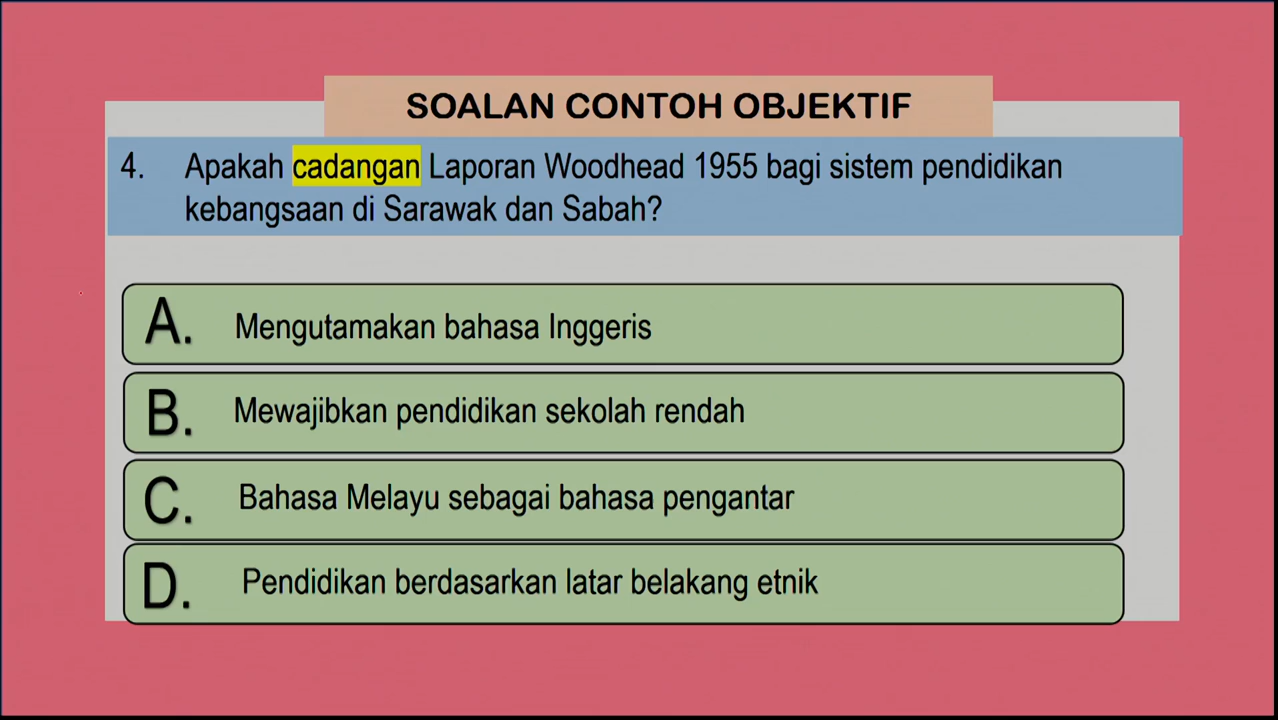 SOALAN CONTOH OBJEKTIF
4. Apakah cadangan Laporan Woodhead 1955 bagi sistem pendidikan
kebangsaan di Sarawak dan Sabah?
A. Mengutamakan bahasa Inggeris
B. Mewajibkan pendidikan sekolah rendah
C. Bahasa Melayu sebagai bahasa pengantar
D. Pendidikan berdasarkan latar belakang etnik